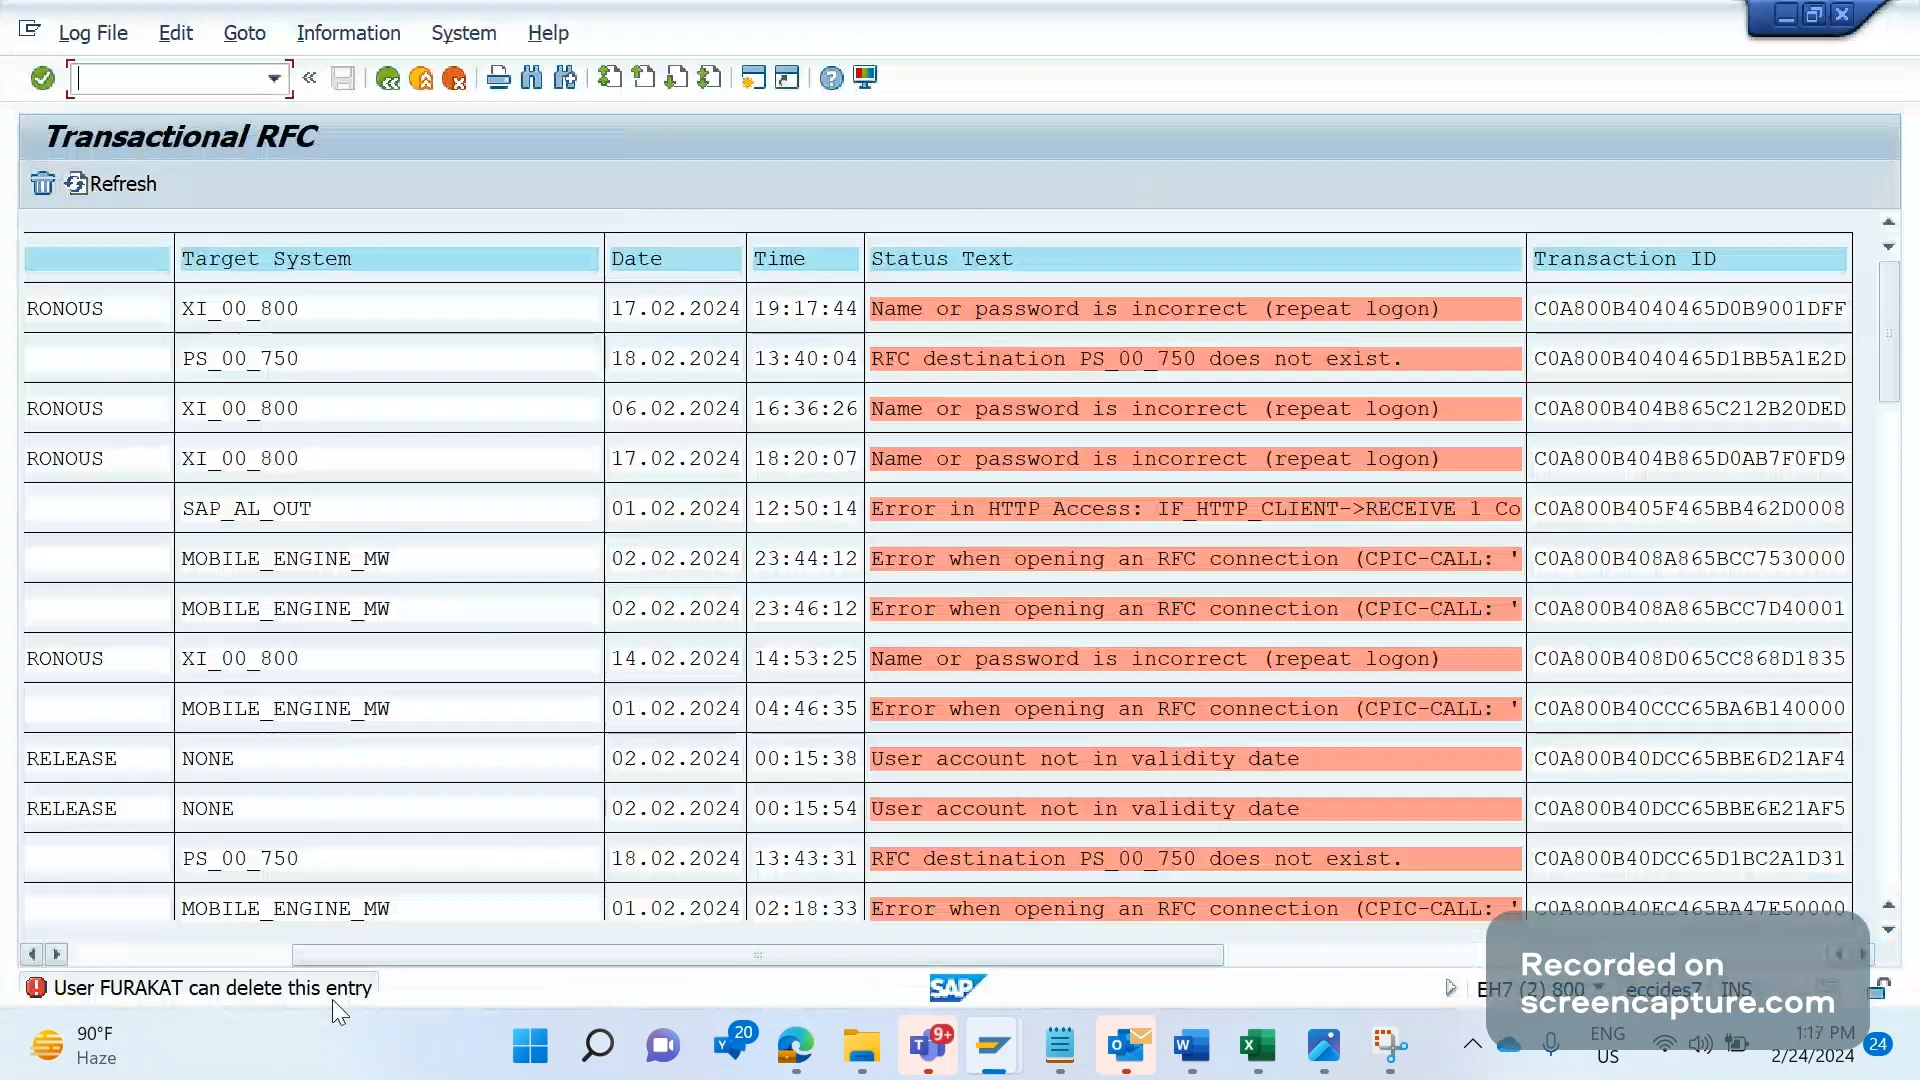 Log File Edit Goto Information System Help
Transactional RFC
Refresh
Target System Date Time Status Text Transaction ID
RONOUS XI_00_800 17.02.2024 19:17:44 Name or password is incorrect (repeat logon) C0A800B4040465D0B9001DFF
PS_00_750 18.02.2024 13:40:04 RFC destination PS_00_750 does not exist. C0A800B4040465D1BB5A1E2D
RONOUS XI_00_800 06.02.2024 16:36:26 Name or password is incorrect (repeat logon) C0A800B404B865C212B20DED
RONOUS XI_00_800 17.02.2024 18:20:07 Name or password is incorrect (repeat logon) C0A800B404B865D0AB7F0FD9
SAP_AL_OUT 01.02.2024 12:50:14 Error in HTTP Access: IF_HTTP_CLIENT->RECEIVE 1 Co C0A800B405F465BB462D0008
MOBILE_ENGINE_MW 02.02.2024 23:44:12 Error when opening an RFC connection (CPIC-CALL: ' C0A800B408A865BCC7530000
MOBILE_ENGINE_MW 02.02.2024 23:46:12 Error when opening an RFC connection (CPIC-CALL: ' C0A800B408A865BCC7D40001
RONOUS XI_00_800 14.02.2024 14:53:25 Name or password is incorrect (repeat logon) C0A800B408D065CC868D1835
MOBILE_ENGINE_MW 01.02.2024 04:46:35 Error when opening an RFC connection (CPIC-CALL: ' C0A800B40CCC65BA6B140000
RELEASE NONE 02.02.2024 00:15:38 User account not in validity date C0A800B40DCC65BBE6D21AF4
RELEASE NONE 02.02.2024 00:15:54 User account not in validity date C0A800B40DCC65BBE6E21AF5
PS_00_750 18.02.2024 13:43:31 RFC destination PS_00_750 does not exist. C0A800B40DCC65D1BC2A1D31
MOBILE_ENGINE_MW 01.02.2024 02:18:33 Error when opening an RFC connection (CPIC-CALL: ' C0A800B40EC465BA47E50000
User FURAKAT can delete this entry SAP EH7 (2) 800 eccides7 INS
Recorded on
screencapture.com
90°F
Haze
20
9+
ENG
US
1:17 PM
2/24/2024
24